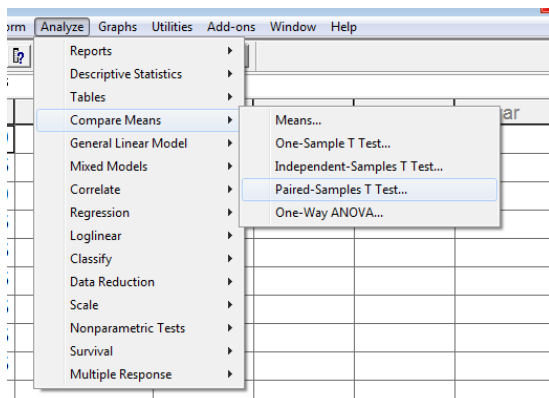 orm Analyze Graphs Utilities Add-ons Window Help
Reports
Descriptive Statistics
Tables
Compare Means
General Linear Model
Mixed Models
Correlate
Regression
Loglinear
Classify
Data Reduction
Scale
Nonparametric Tests
Survival
Multiple Response
Means...
One-Sample T Test...
Independent-Samples T Test...
Paired-Samples T Test...
One-Way ANOVA...
ar